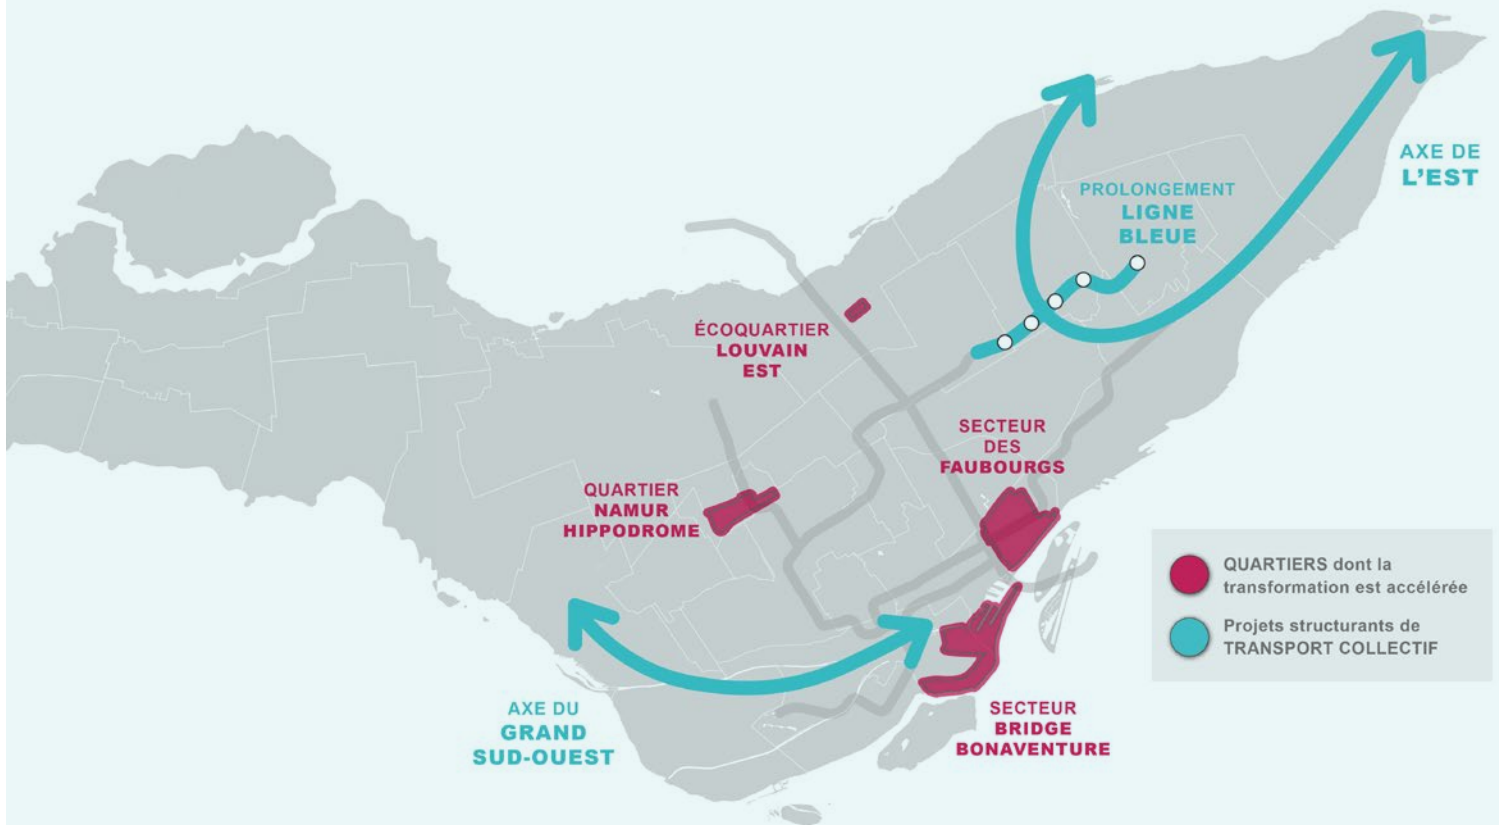 AXE DE
L'EST
PROLONGEMENT
LIGNE
BLEUE
ÉCOQUARTIER
LOUVAIN
EST
SECTEUR
DES
FAUBOURGS
QUARTIER
NAMUR
HIPPODROME
QUARTIERS dont la
transformation est accélérée
Projets structurants de
TRANSPORT COLLECTIF
AXE DU
GRAND
SUD-OUEST
SECTEUR
BRIDGE
BONAVENTURE